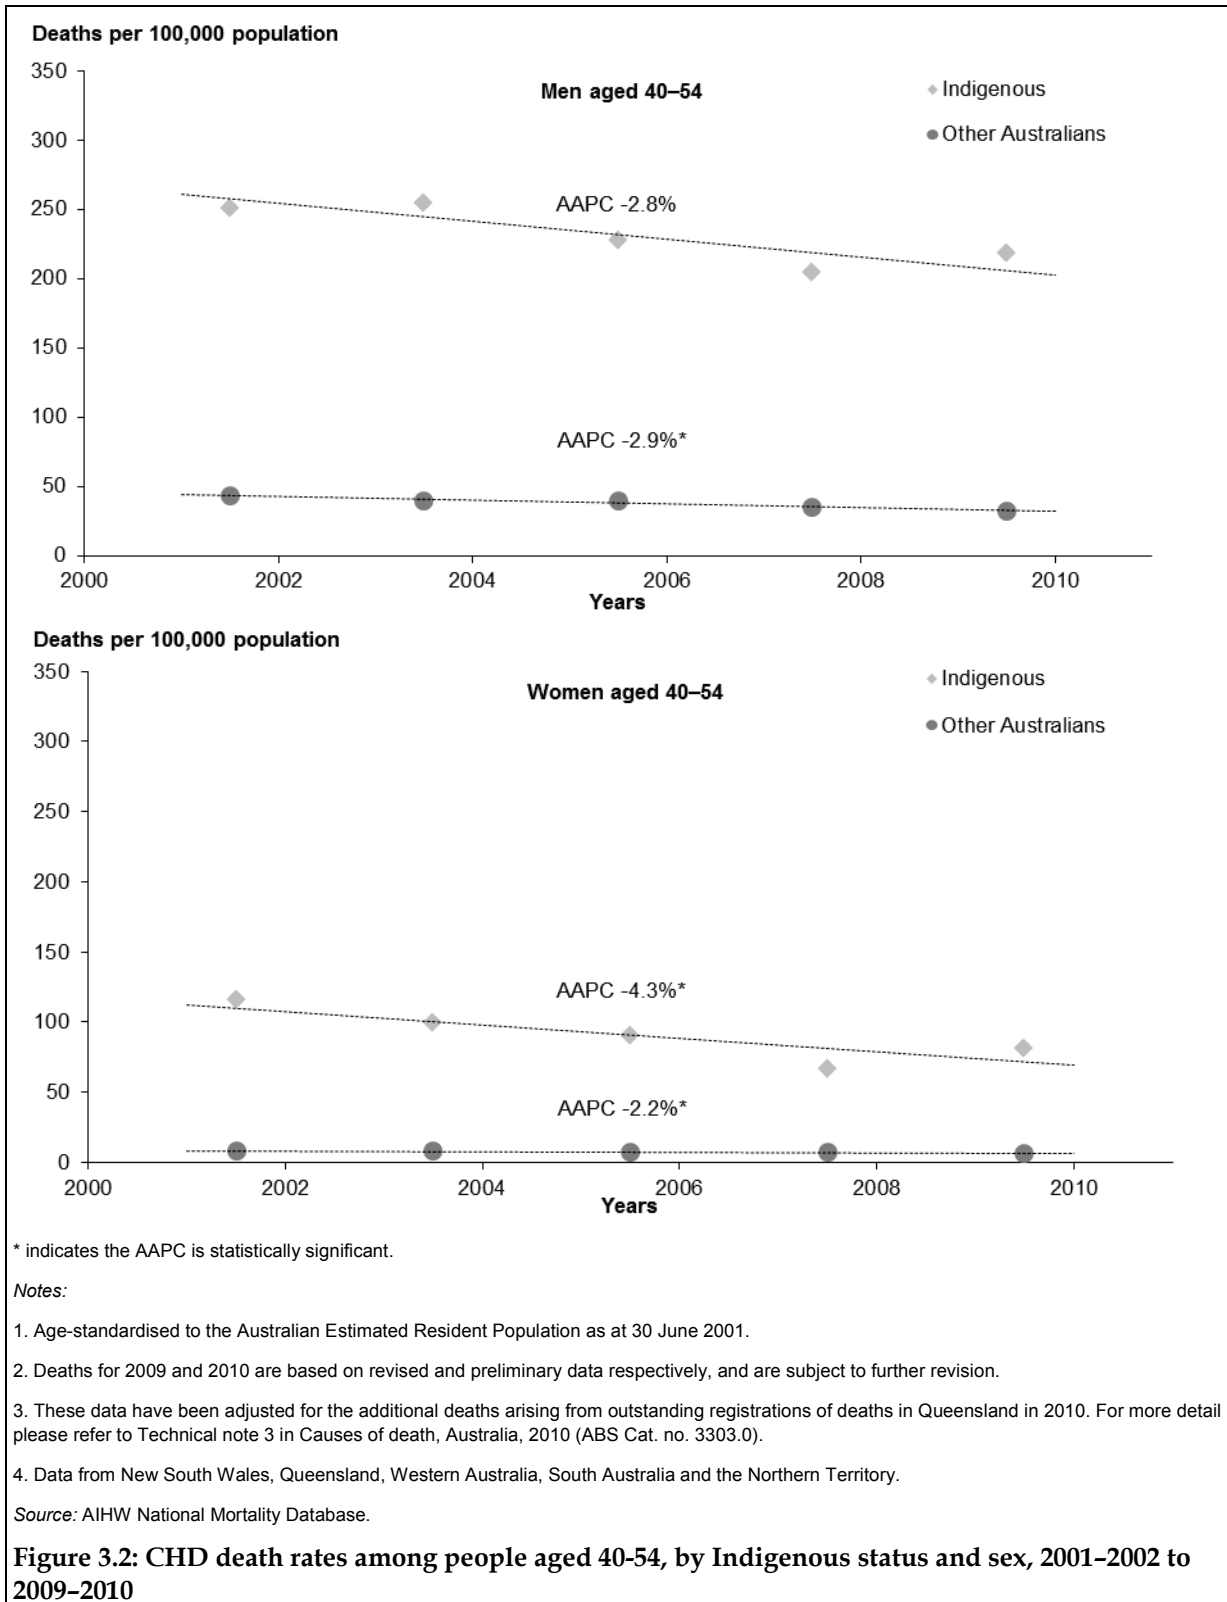 Deaths per 100,000 population
350
Men aged 40–54
Indigenous
300
Other Australians
250
AAPC -2.8%
200
150
100
AAPC -2.9%*
50
0
2000
2002
2004
2006
2008
2010
Years
Deaths per 100,000 population
350
Women aged 40–54
Indigenous
300
Other Australians
250
200
150
100
AAPC -4.3%*
50
AAPC -2.2%*
0
2000
2002
2004
2006
2008
2010
Years
* indicates the AAPC is statistically significant.
Notes:
1. Age-standardised to the Australian Estimated Resident Population as at 30 June 2001.
2. Deaths for 2009 and 2010 are based on revised and preliminary data respectively, and are subject to further revision.
3. These data have been adjusted for the additional deaths arising from outstanding registrations of deaths in Queensland in 2010. For more detail
please refer to Technical note 3 in Causes of death, Australia, 2010 (ABS Cat. no. 3303.0).
4. Data from New South Wales, Queensland, Western Australia, South Australia and the Northern Territory.
Source: AIHW National Mortality Database.
Figure 3.2: CHD death rates among people aged 40-54, by Indigenous status and sex, 2001–2002 to
2009–2010